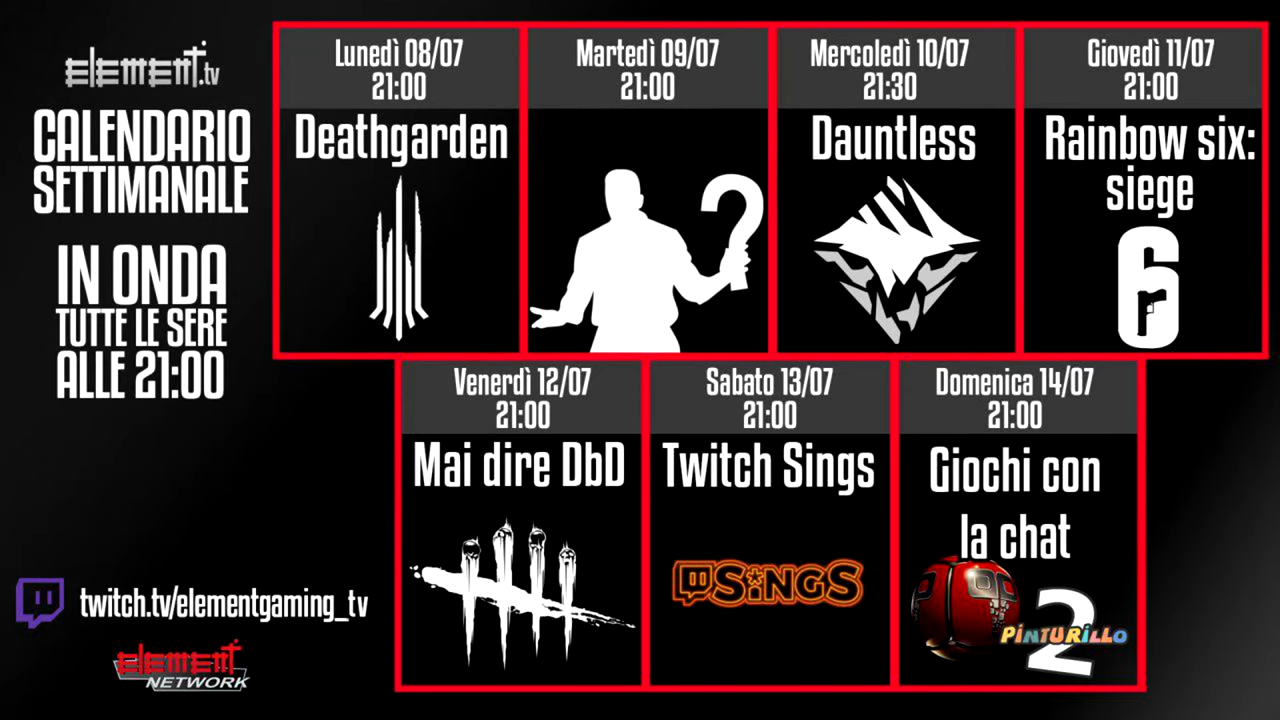 element.tv
CALENDARIO
SETTIMANALE
IN ONDA
TUTTE LE SERE
ALLE 21:00
Lunedì 08/07
21:00
Deathgarden
Martedì 09/07
21:00
?
Mercoledì 10/07
21:30
Dauntless
Giovedì 11/07
21:00
Rainbow six:
siege
6
Venerdì 12/07
21:00
Mai dire DbD
Sabato 13/07
21:00
Twitch Sings
SiNGS
Domenica 14/07
21:00
Giochi con
la chat
PiNTURiLLO
2
twitch.tv/elementgaming_tv
element
NETWORK